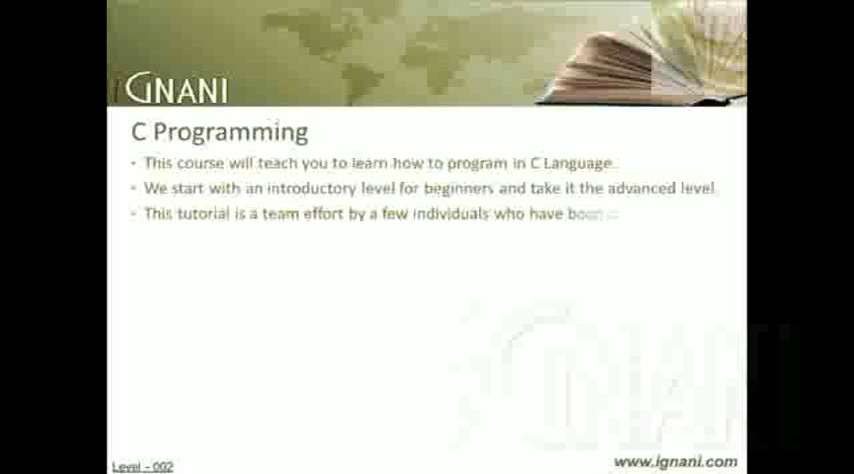 iGNANI
C Programming
• This course will teach you to learn how to program in C Language.
• We start with an introductory level for beginners and take it the advanced level.
• This tutorial is a team effort by a few individuals who have been
Level - 002
www.ignani.com